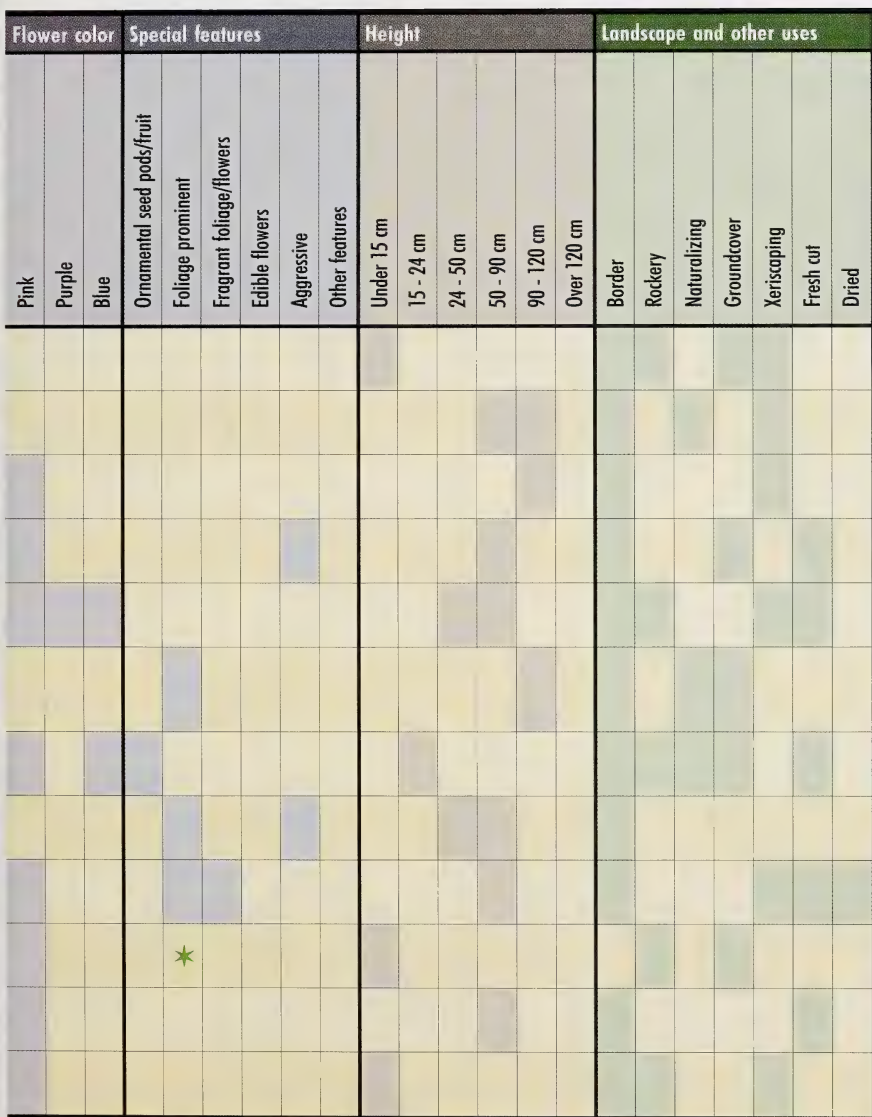 Flower color
Special features
Height
Landscape and other uses
Pink
Purple
Blue
Ornamental seed pods/fruit
Foliage prominent
Fragrant foliage/flowers
Edible flowers
Aggressive
Other features
Under 15 cm
15 - 24 cm
24 - 50 cm
50 - 90 cm
90 - 120 cm
Over 120 cm
Border
Rockery
Naturalizing
Groundcover
Xeriscaping
Fresh cut
Dried